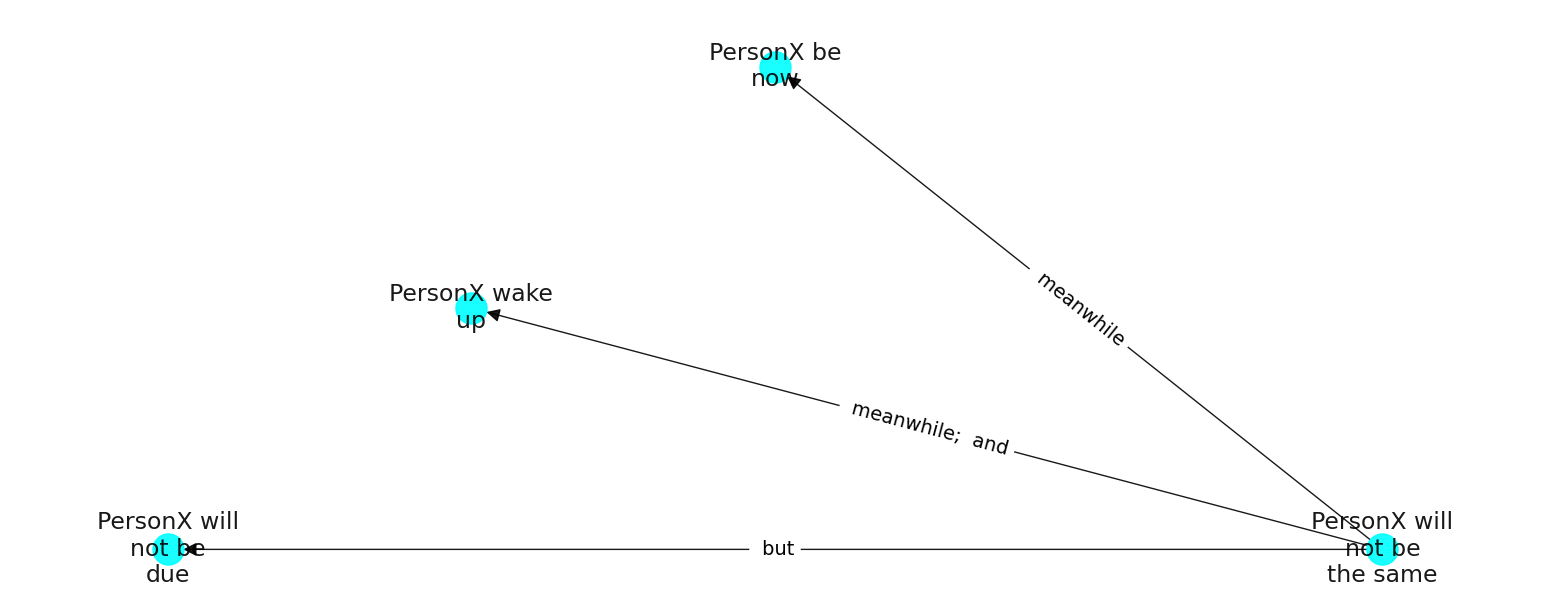 PersonX be
now
meanwhile
PersonX wake
up
meanwhile; and
PersonX will
not be
due
but
PersonX will
not be
the same